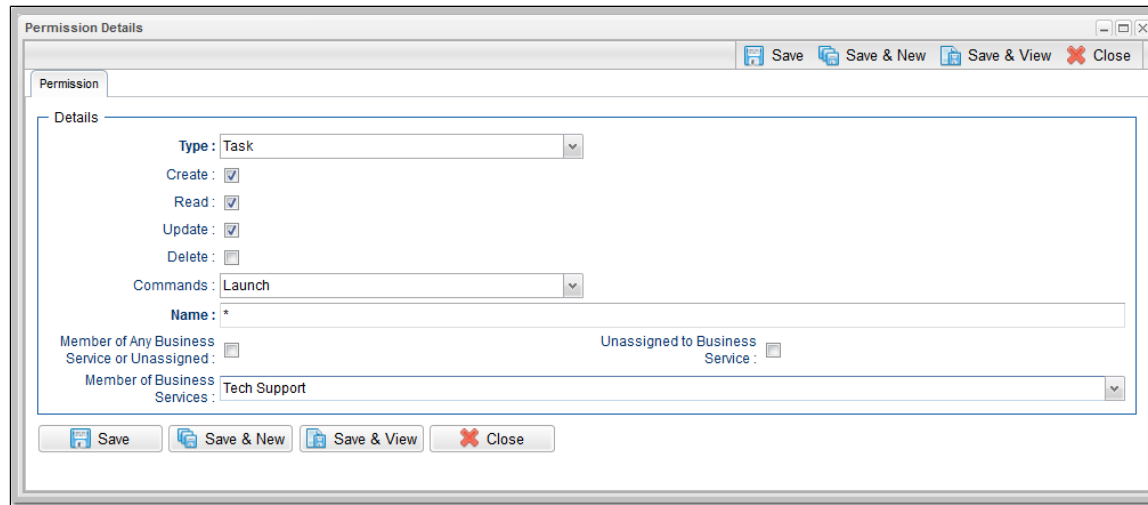 Permission Details
Save Save & New Save & View Close
Permission
Details
Type : Task
Create :
Read :
Update :
Delete :
Commands : Launch
Name : *
Member of Any Business Service or Unassigned :
Unassigned to Business Service :
Member of Business Services : Tech Support
Save Save & New Save & View Close